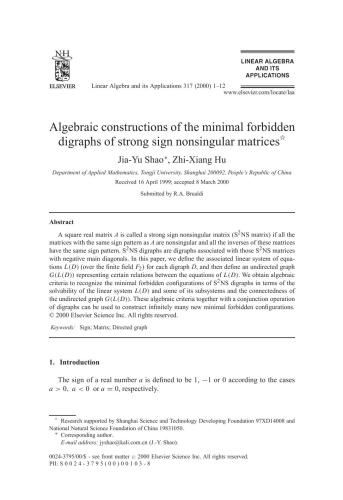 NH
ELSEVIER
LINEAR ALGEBRA
AND ITS
APPLICATIONS
Linear Algebra and its Applications 317 (2000) 1–12
www.elsevier.com/locate/laa
Algebraic constructions of the minimal forbidden
digraphs of strong sign nonsingular matrices☆
Jia-Yu Shao*, Zhi-Xiang Hu
Department of Applied Mathematics, Tongji University, Shanghai 200092, People's Republic of China
Received 16 April 1999; accepted 8 March 2000
Submitted by R.A. Brualdi
Abstract
A square real matrix A is called a strong sign nonsingular matrix (S²NS matrix) if all the
matrices with the same sign pattern as A are nonsingular and all the inverses of these matrices
have the same sign pattern. S²NS digraphs are digraphs associated with those S²NS matrices
with negative main diagonals. In this paper, we define the associated linear system of equa-
tions L(D) (over the finite field F₂) for each digraph D, and then define an undirected graph
G(L(D)) representing certain relations between the equations of L(D). We obtain algebraic
criteria to recognize the minimal forbidden configurations of S²NS digraphs in terms of the
solvability of the linear system L(D) and some of its subsystems and the connectedness of
the undirected graph G(L(D)). These algebraic criteria together with a conjunction operation
of digraphs can be used to construct infinitely many new minimal forbidden configurations.
© 2000 Elsevier Science Inc. All rights reserved.
Keywords: Sign; Matrix; Directed graph
1. Introduction
The sign of a real number a is defined to be 1, −1 or 0 according to the cases
a > 0, a < 0 or a = 0, respectively.
☆ Research supported by Shanghai Science and Technology Developing Foundation 97XD14008 and
National Natural Science Foundation of China 19831050.
* Corresponding author.
E-mail address: jyshao@kali.com.cn (J.-Y. Shao).
0024-3795/00/$ - see front matter © 2000 Elsevier Science Inc. All rights reserved.
PII: S 0 0 2 4 - 3 7 9 5 ( 0 0 ) 0 0 1 0 3 - 8